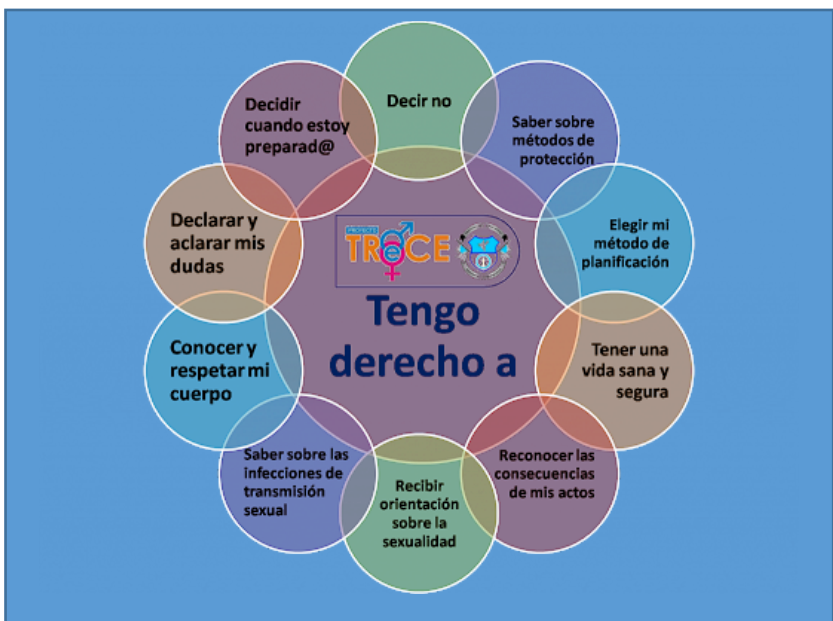 Decir no
Saber sobre
métodos de
protección
Elegir mi
método de
planificación
Tener una
vida sana y
segura
Reconocer las
consecuencias
de mis actos
Recibir
orientación
sobre la
sexualidad
Saber sobre las
infecciones de
transmisión
sexual
Conocer y
respetar mi
cuerpo
Declarar y
aclarar mis
dudas
Decidir
cuando estoy
preparad@
PROYECTO
TReCE
Tengo
derecho a